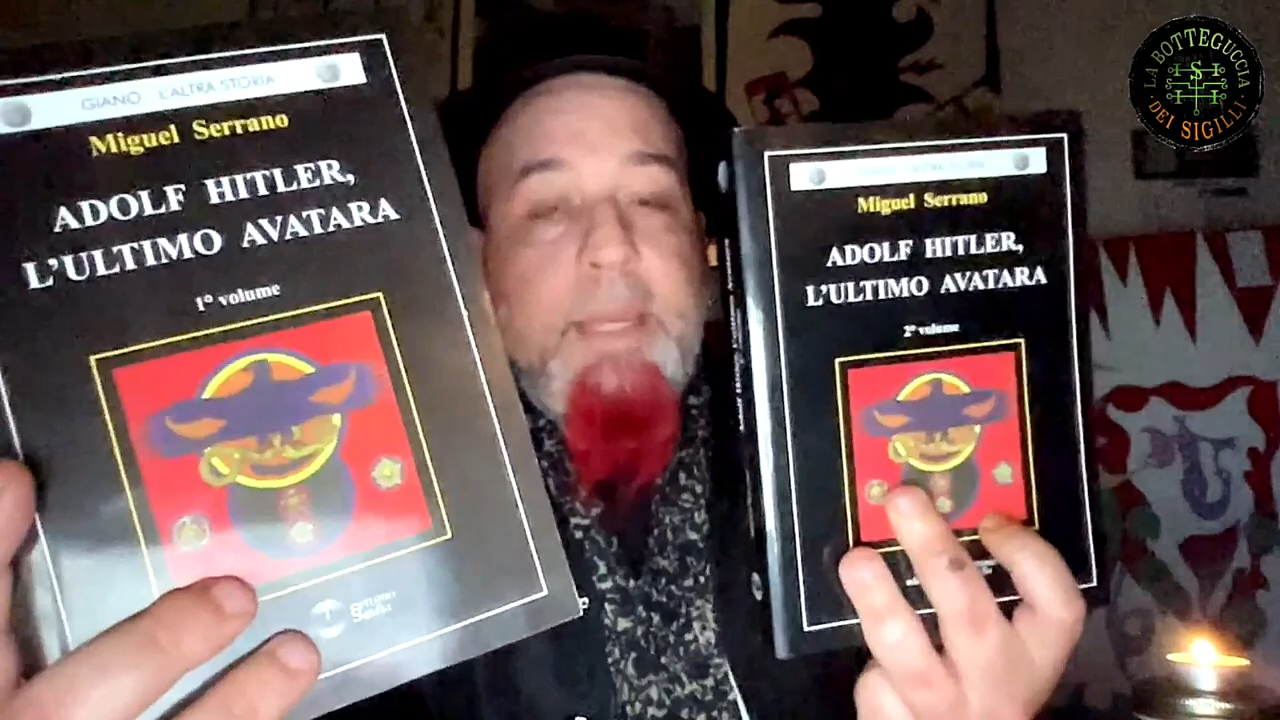 GIANO L'ALTRA STORIA
Miguel Serrano
ADOLF HITLER,
L'ULTIMO AVATARA
1° volume
Miguel Serrano
ADOLF HITLER,
L'ULTIMO AVATARA
2° volume
LA BOTTEGUCCIA
DEI SIGILLI